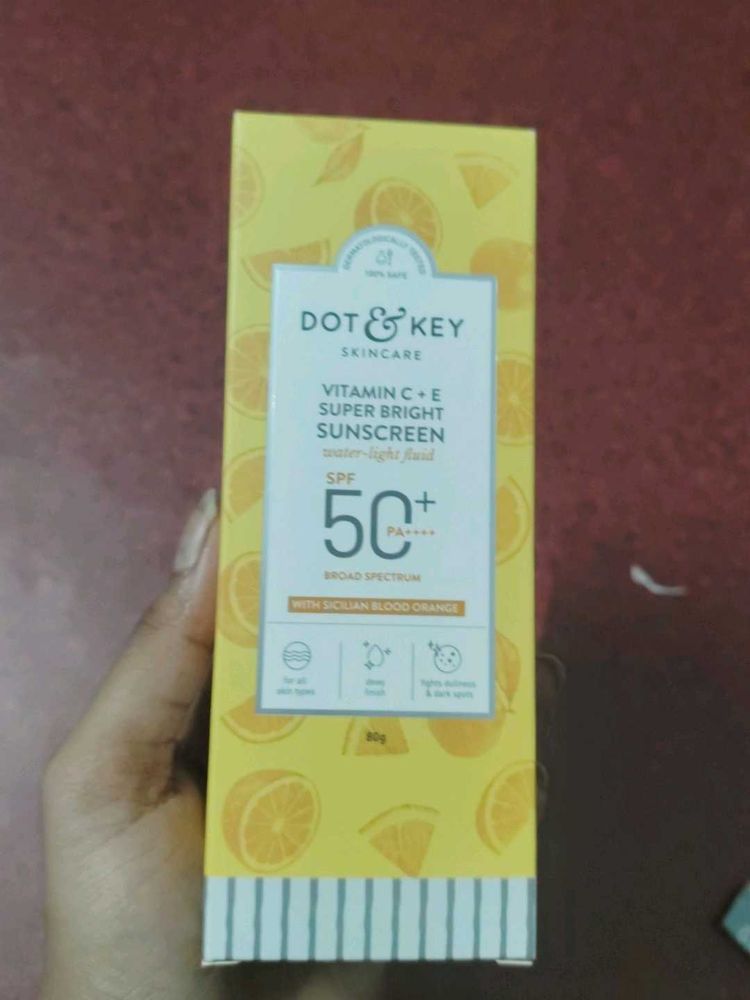 DERMATOLOGICALLY TESTED
100% SAFE
DOT & KEY
SKINCARE
VITAMIN C + E
SUPER BRIGHT
SUNSCREEN
water-light fluid
SPF
50+
PA++++
BROAD SPECTRUM
WITH SICILIAN BLOOD ORANGE
for all
skin types
dewy
finish
fights dullness
& dark spots
80g